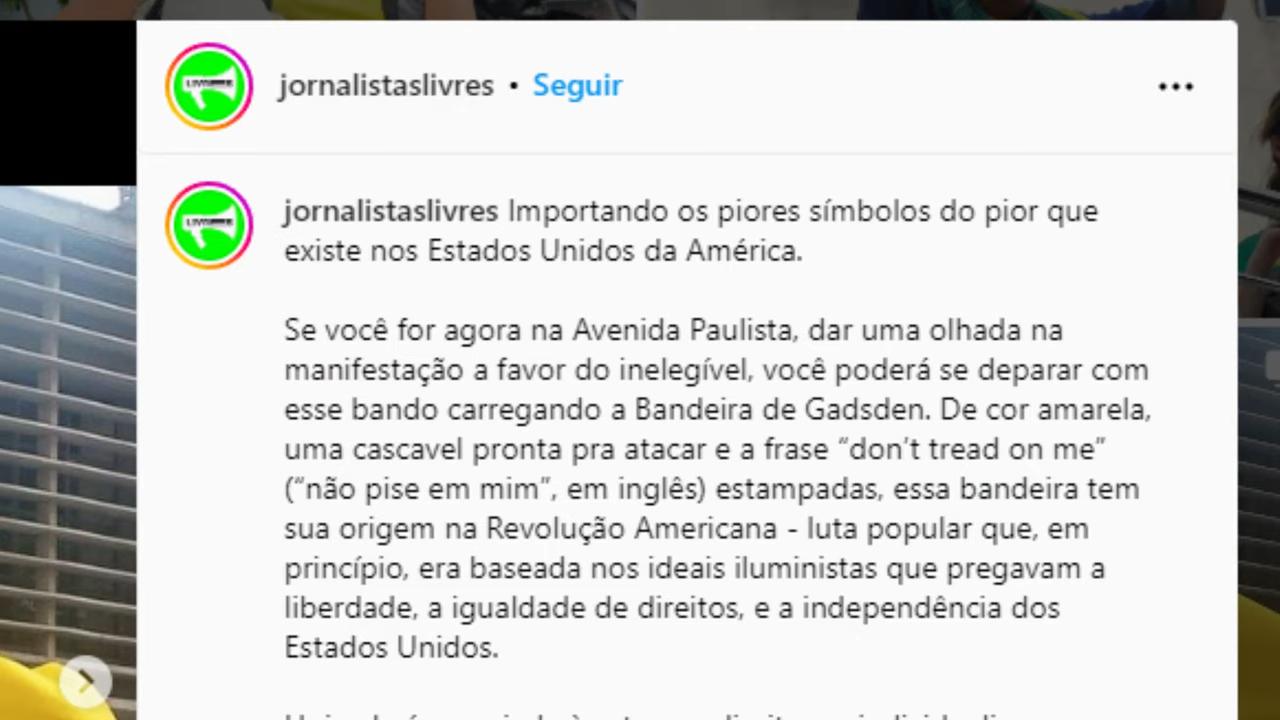 jornalistaslivres • Seguir
jornalistaslivres Importando os piores símbolos do pior que
existe nos Estados Unidos da América.
Se você for agora na Avenida Paulista, dar uma olhada na
manifestação a favor do inelegível, você poderá se deparar com
esse bando carregando a Bandeira de Gadsden. De cor amarela,
uma cascavel pronta pra atacar e a frase “don’t tread on me”
(“não pise em mim”, em inglês) estampadas, essa bandeira tem
sua origem na Revolução Americana - luta popular que, em
princípio, era baseada nos ideais iluministas que pregavam a
liberdade, a igualdade de direitos, e a independência dos
Estados Unidos.